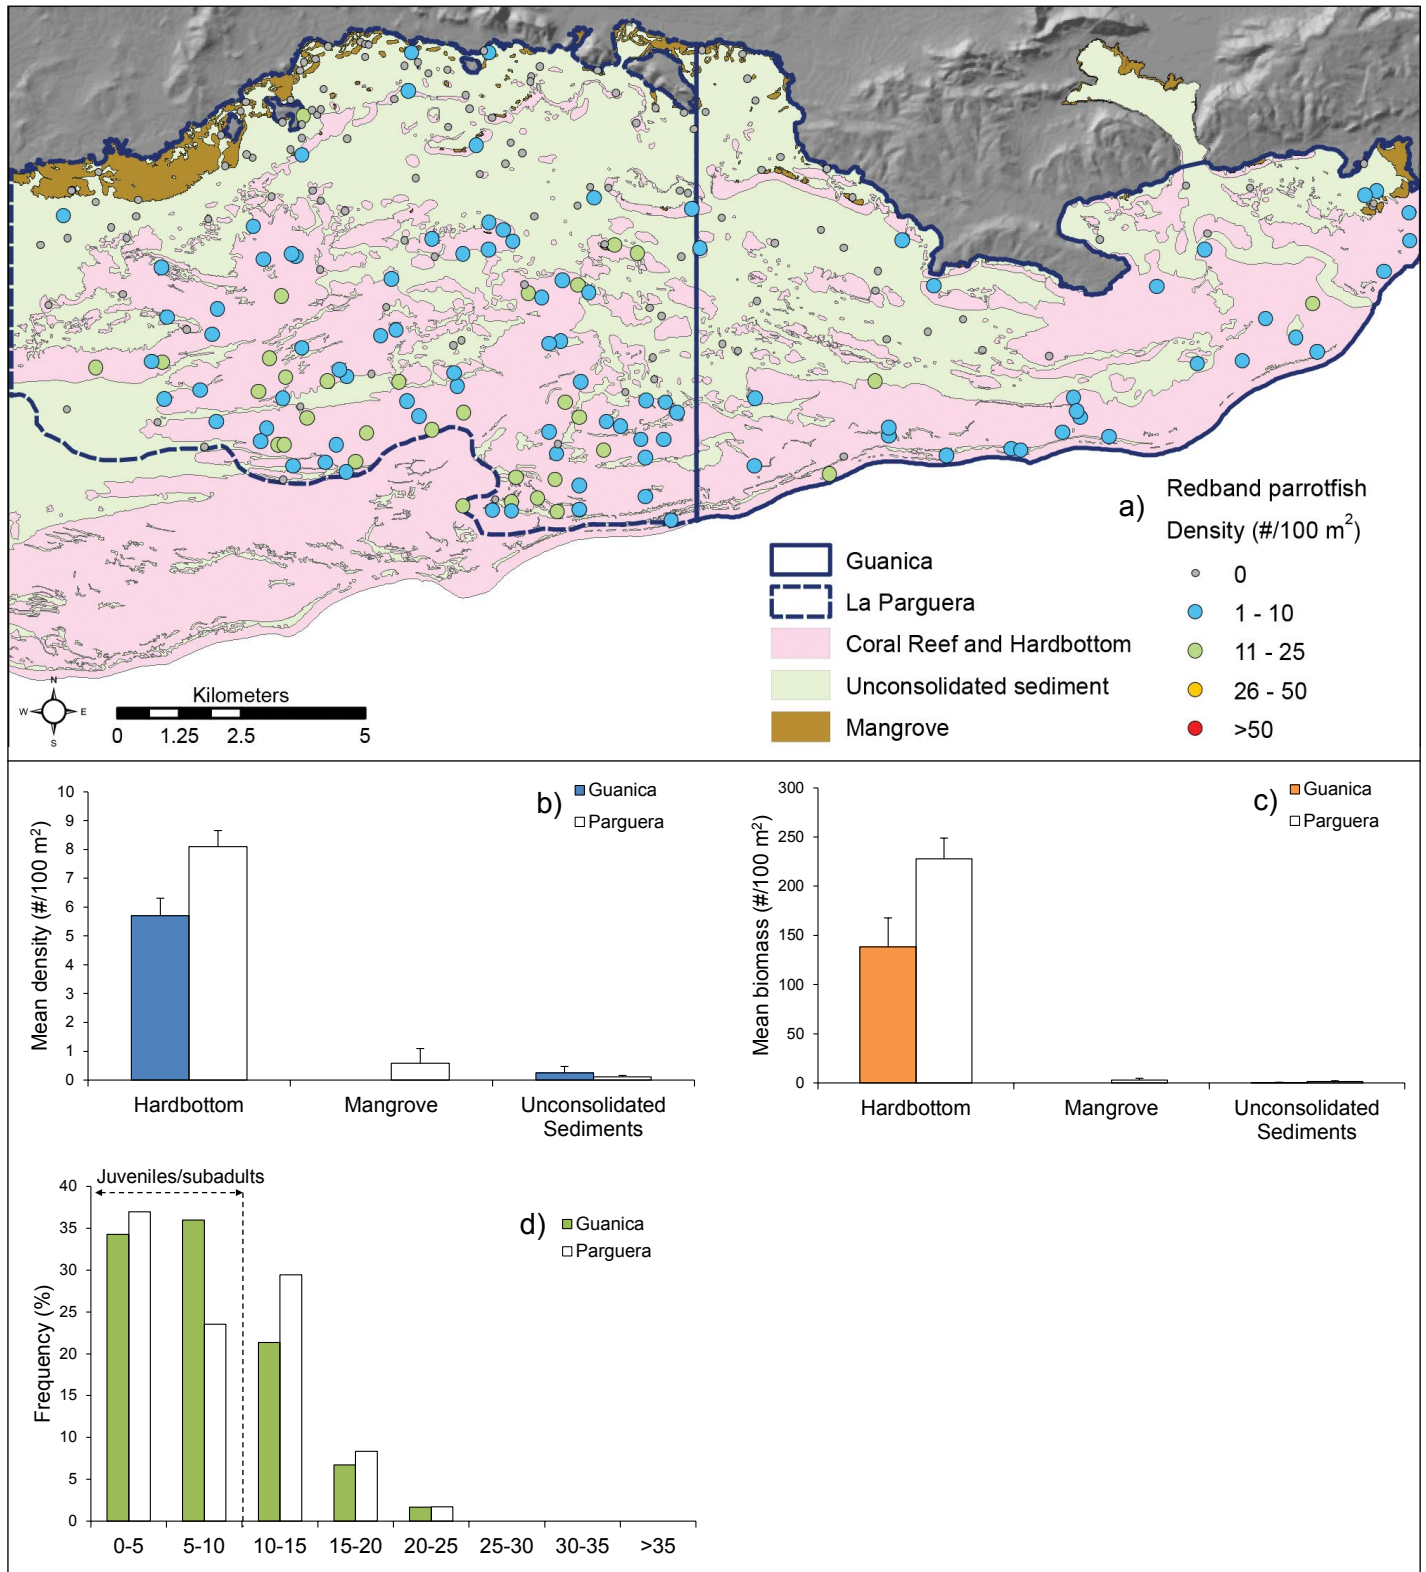 a)
Redband parrotfish
Density (#/100 m²)
0
1 - 10
11 - 25
26 - 50
>50
Guanica
La Parguera
Coral Reef and Hardbottom
Unconsolidated sediment
Mangrove
N
W E
S
Kilometers
0 1.25 2.5 5
b)
Guanica
Parguera
Mean density (#/100 m²)
10
9
8
7
6
5
4
3
2
1
0
Hardbottom Mangrove Unconsolidated
Sediments
c)
Guanica
Parguera
Mean biomass (#/100 m²)
300
250
200
150
100
50
0
Hardbottom Mangrove Unconsolidated
Sediments
Juveniles/subadults
d)
Guanica
Parguera
Frequency (%)
40
35
30
25
20
15
10
5
0
0-5 5-10 10-15 15-20 20-25 25-30 30-35 >35